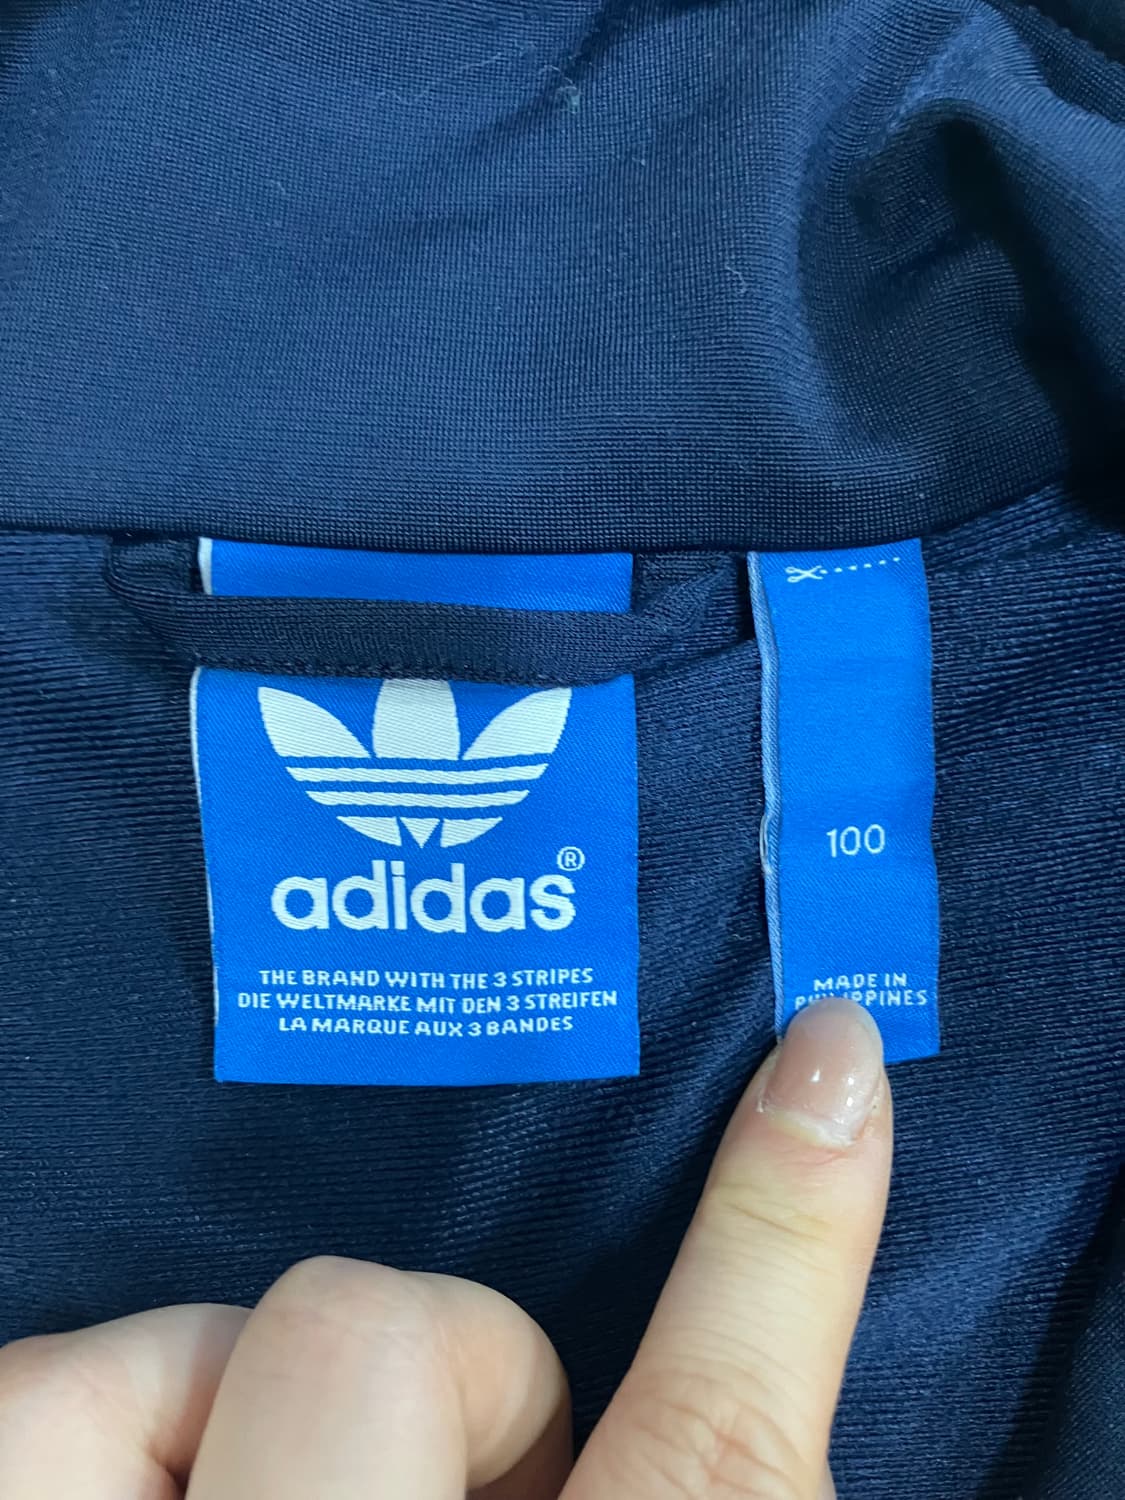 adidas®
THE BRAND WITH THE 3 STRIPES
DIE WELTMARKE MIT DEN 3 STREIFEN
LA MARQUE AUX 3 BANDES
100
MADE IN
PHILIPPINES